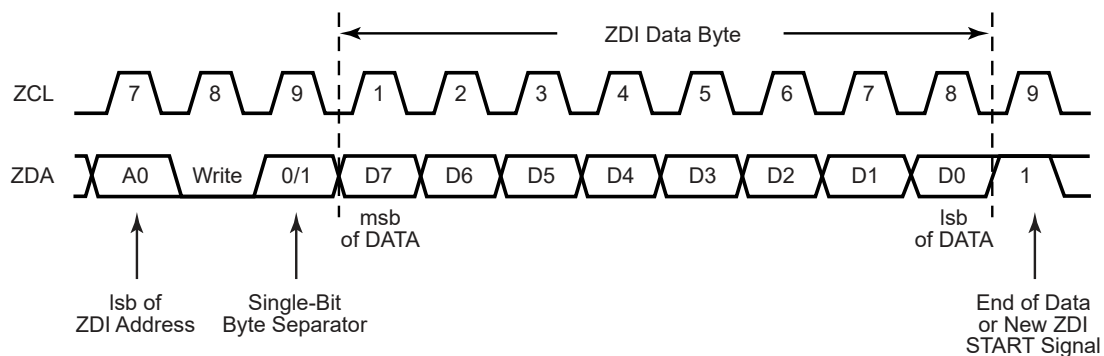 ZDI Data Byte
ZCL 7 8 9 1 2 3 4 5 6 7 8 9
ZDA A0 Write 0/1 D7 D6 D5 D4 D3 D2 D1 D0 1
msb
of DATA
lsb
of DATA
lsb of
ZDI Address
Single-Bit
Byte Separator
End of Data
or New ZDI
START Signal